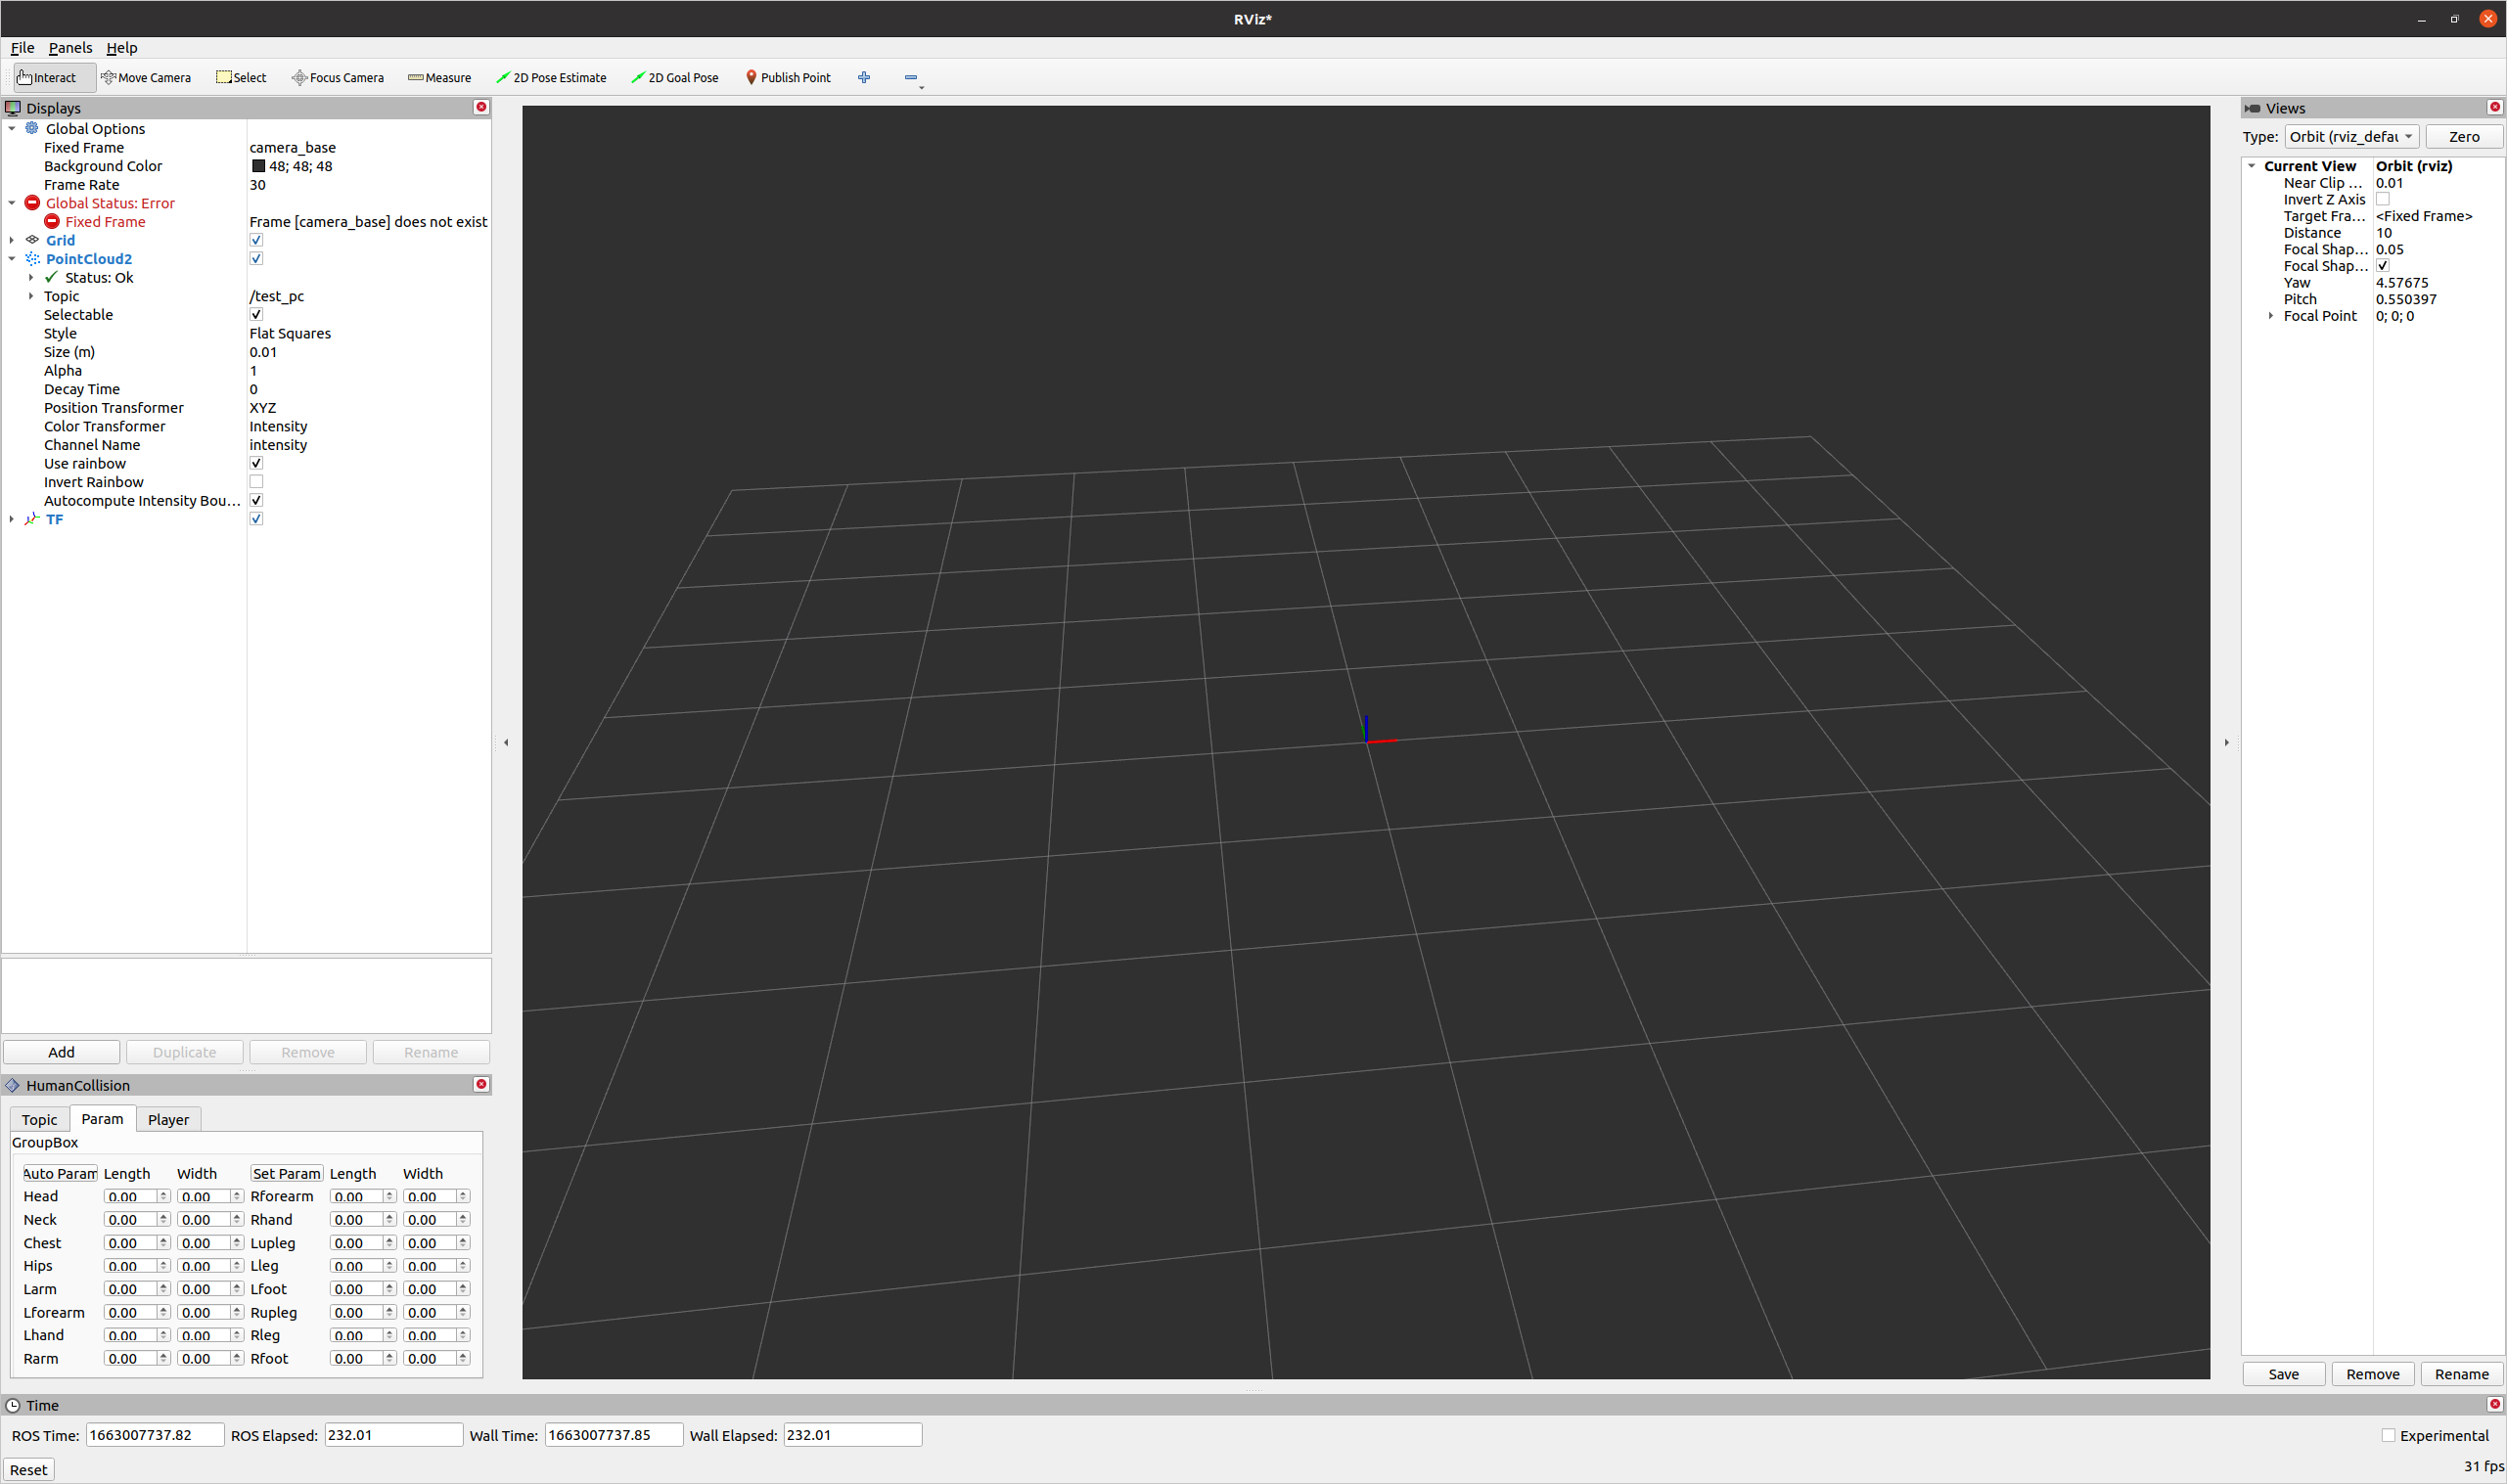 RViz*
File Panels Help
Interact Move Camera Select Focus Camera Measure 2D Pose Estimate 2D Goal Pose Publish Point
Displays
Global Options
Fixed Frame camera_base
Background Color 48; 48; 48
Frame Rate 30
Global Status: Error
Fixed Frame Frame [camera_base] does not exist
Grid
PointCloud2
Status: Ok
Topic /test_pc
Selectable
Style Flat Squares
Size (m) 0.01
Alpha 1
Decay Time 0
Position Transformer XYZ
Color Transformer Intensity
Channel Name intensity
Use rainbow
Invert Rainbow
Autocompute Intensity Bou...
TF
Add Duplicate Remove Rename
HumanCollision
Topic Param Player
GroupBox
Auto Param Length Width Set Param Length Width
Head 0.00 0.00 Rforearm 0.00 0.00
Neck 0.00 0.00 Rhand 0.00 0.00
Chest 0.00 0.00 Lupleg 0.00 0.00
Hips 0.00 0.00 Lleg 0.00 0.00
Larm 0.00 0.00 Lfoot 0.00 0.00
Lforearm 0.00 0.00 Rupleg 0.00 0.00
Lhand 0.00 0.00 Rleg 0.00 0.00
Rarm 0.00 0.00 Rfoot 0.00 0.00
Views
Type: Orbit (rviz_defau Zero
Current View Orbit (rviz)
Near Clip ... 0.01
Invert Z Axis
Target Fra... <Fixed Frame>
Distance 10
Focal Shap... 0.05
Focal Shap...
Yaw 4.57675
Pitch 0.550397
Focal Point 0; 0; 0
Save Remove Rename
Time
ROS Time: 1663007737.82 ROS Elapsed: 232.01 Wall Time: 1663007737.85 Wall Elapsed: 232.01 Experimental
Reset 31 fps